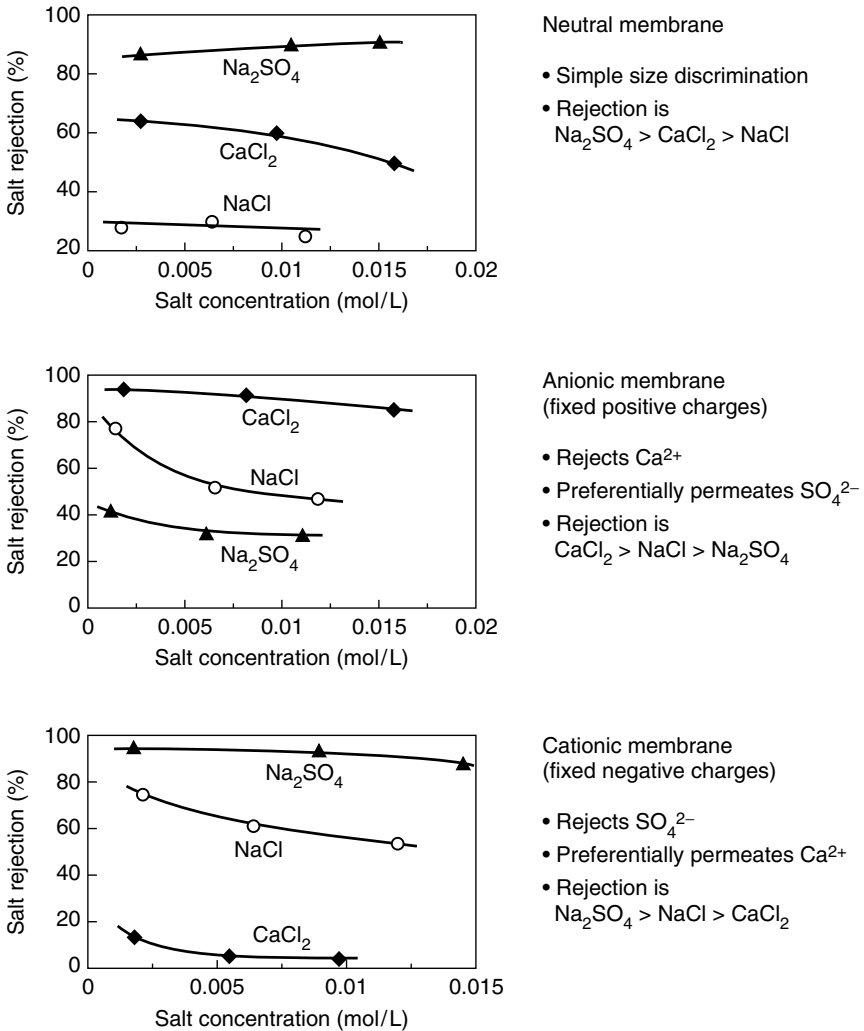 Salt rejection (%)
100
80
60
40
20
Na₂SO₄
CaCl₂
NaCl
0 0.005 0.01 0.015 0.02
Salt concentration (mol/L)
Neutral membrane
• Simple size discrimination
• Rejection is
Na₂SO₄ > CaCl₂ > NaCl
Salt rejection (%)
100
80
60
40
20
0
CaCl₂
NaCl
Na₂SO₄
0 0.005 0.01 0.015 0.02
Salt concentration (mol/L)
Anionic membrane
(fixed positive charges)
• Rejects Ca²⁺
• Preferentially permeates SO₄²⁻
• Rejection is
CaCl₂ > NaCl > Na₂SO₄
Salt rejection (%)
100
80
60
40
20
0
Na₂SO₄
NaCl
CaCl₂
0 0.005 0.01 0.015
Salt concentration (mol/L)
Cationic membrane
(fixed negative charges)
• Rejects SO₄²⁻
• Preferentially permeates Ca²⁺
• Rejection is
Na₂SO₄ > NaCl > CaCl₂